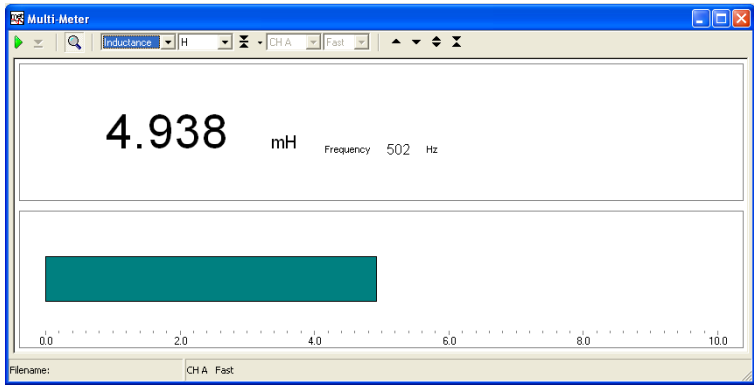 Multi-Meter
Inductance H CH A Fast
4.938 mH Frequency 502 Hz
0.0 2.0 4.0 6.0 8.0 10.0
Filename: CH A Fast